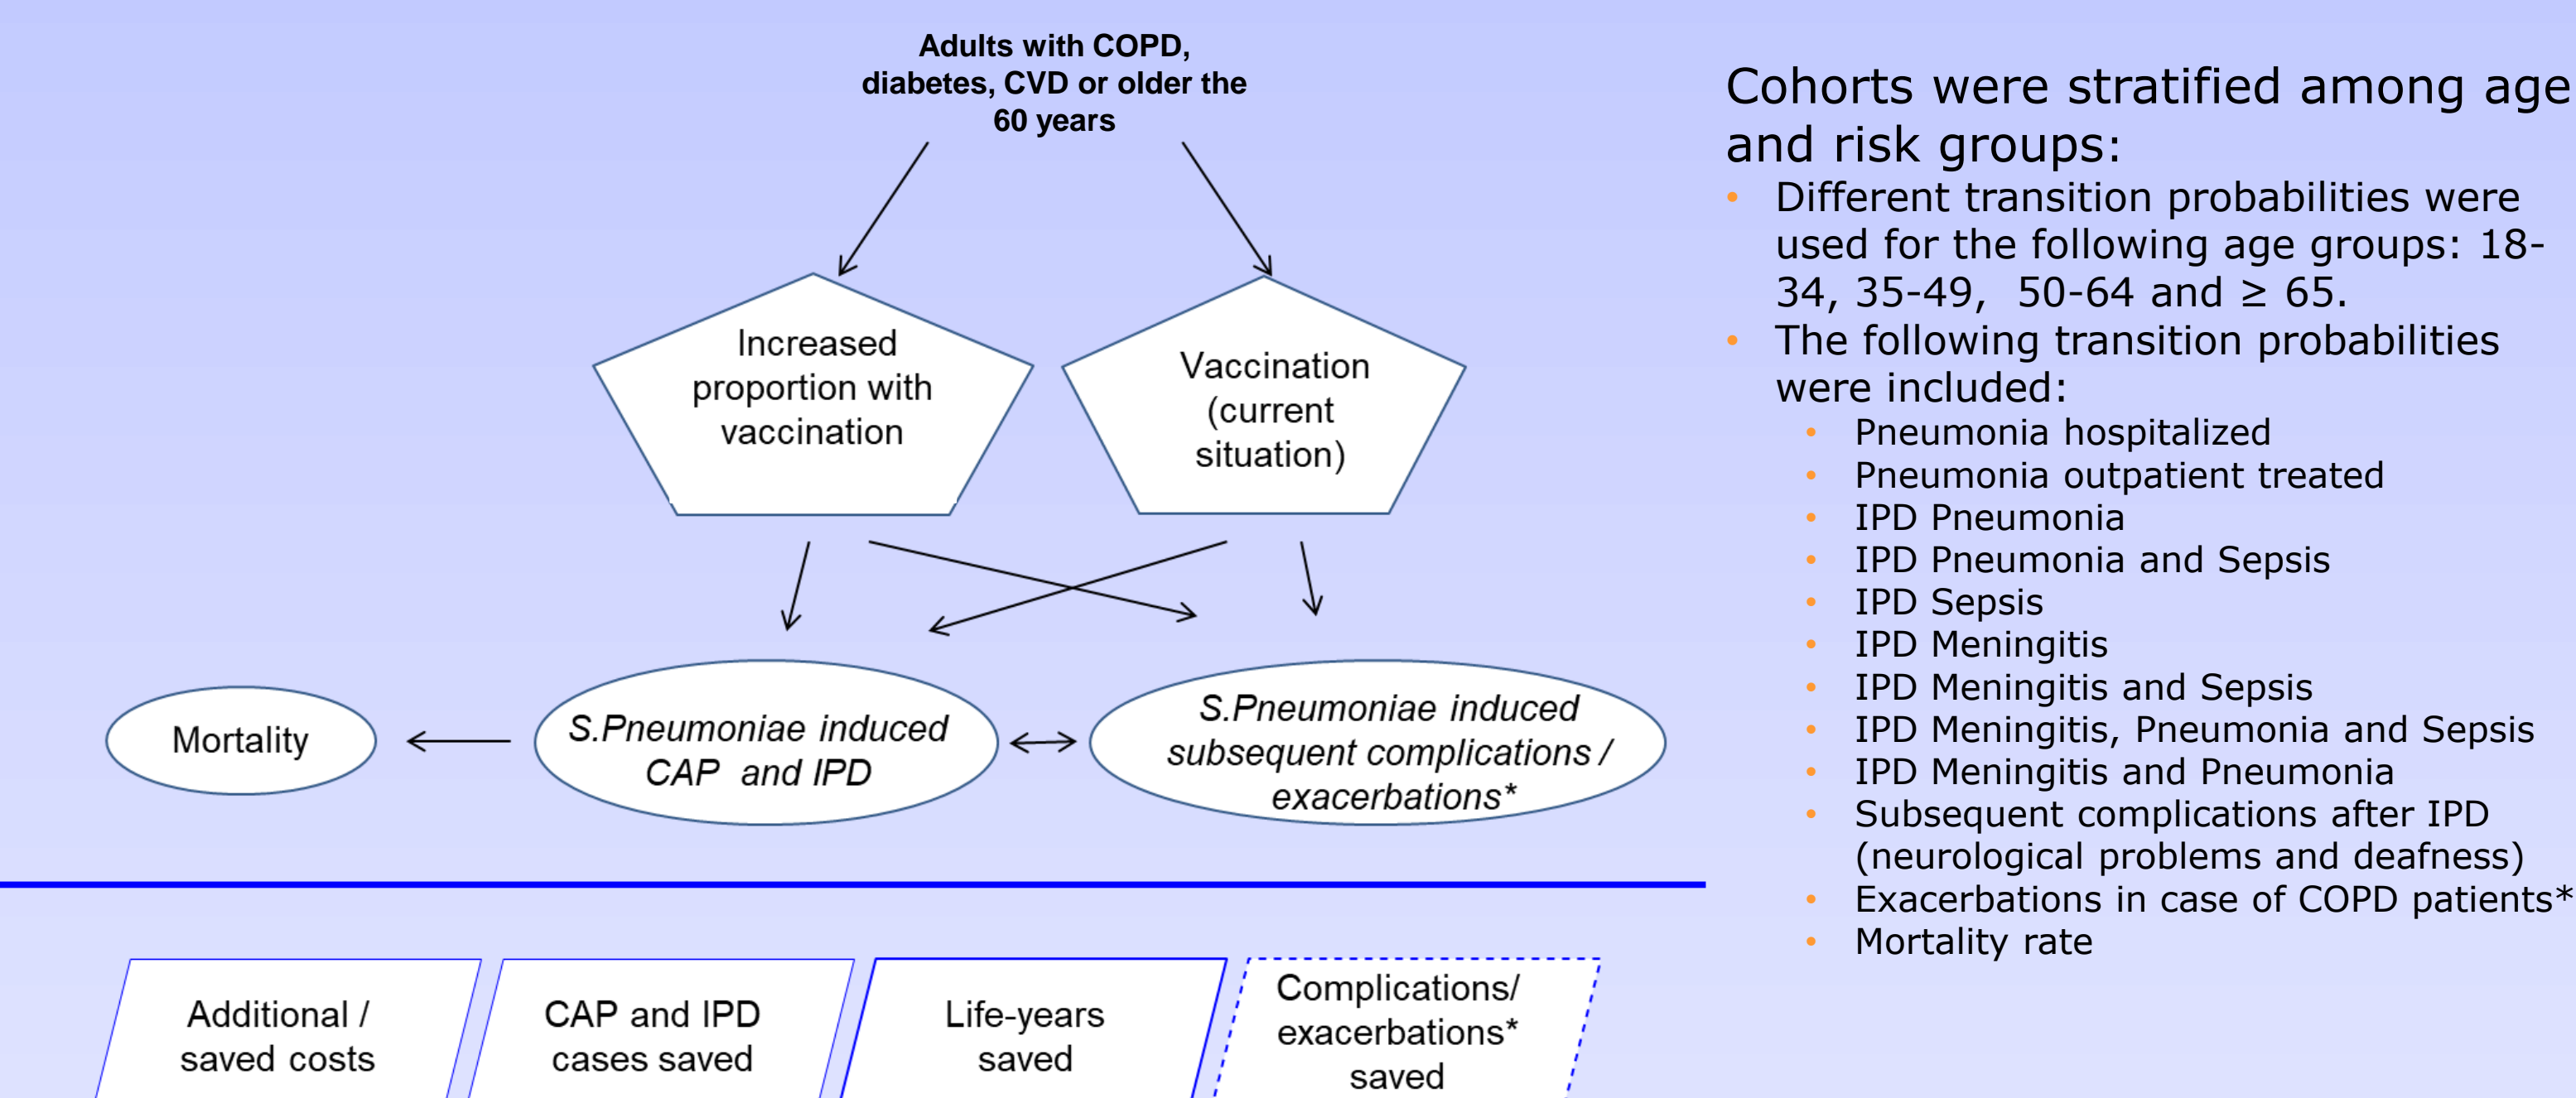 Adults with COPD,
diabetes, CVD or older the
60 years
Increased
proportion with
vaccination
Vaccination
(current
situation)
Mortality
S.Pneumoniae induced
CAP and IPD
S.Pneumoniae induced
subsequent complications /
exacerbations*
Additional /
saved costs
CAP and IPD
cases saved
Life-years
saved
Complications/
exacerbations*
saved
Cohorts were stratified among age
and risk groups:
• Different transition probabilities were
used for the following age groups: 18-
34, 35-49, 50-64 and ≥ 65.
• The following transition probabilities
were included:
• Pneumonia hospitalized
• Pneumonia outpatient treated
• IPD Pneumonia
• IPD Pneumonia and Sepsis
• IPD Sepsis
• IPD Meningitis
• IPD Meningitis and Sepsis
• IPD Meningitis, Pneumonia and Sepsis
• IPD Meningitis and Pneumonia
• Subsequent complications after IPD
(neurological problems and deafness)
• Exacerbations in case of COPD patients*
• Mortality rate